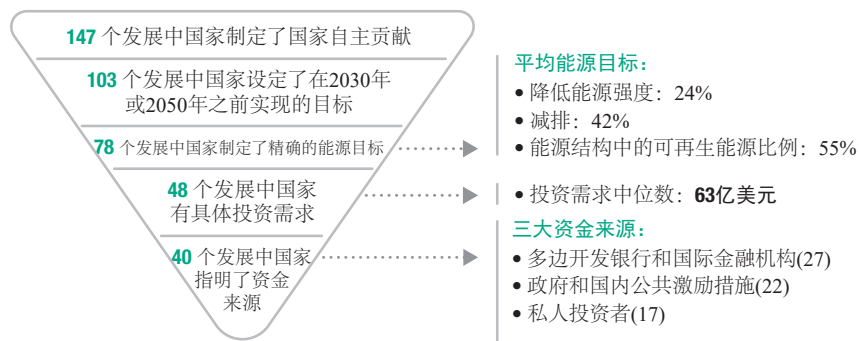 147 个发展中国家制定了国家自主贡献
103 个发展中国家设定了在2030年
或2050年之前实现的目标
78 个发展中国家制定了精确的能源目标
48 个发展中国家
有具体投资需求
40 个发展中国家
指明了资金
来源
平均能源目标：
• 降低能源强度：24%
• 减排：42%
• 能源结构中的可再生能源比例：55%
• 投资需求中位数：63亿美元
三大资金来源：
• 多边开发银行和国际金融机构(27)
• 政府和国内公共激励措施(22)
• 私人投资者(17)